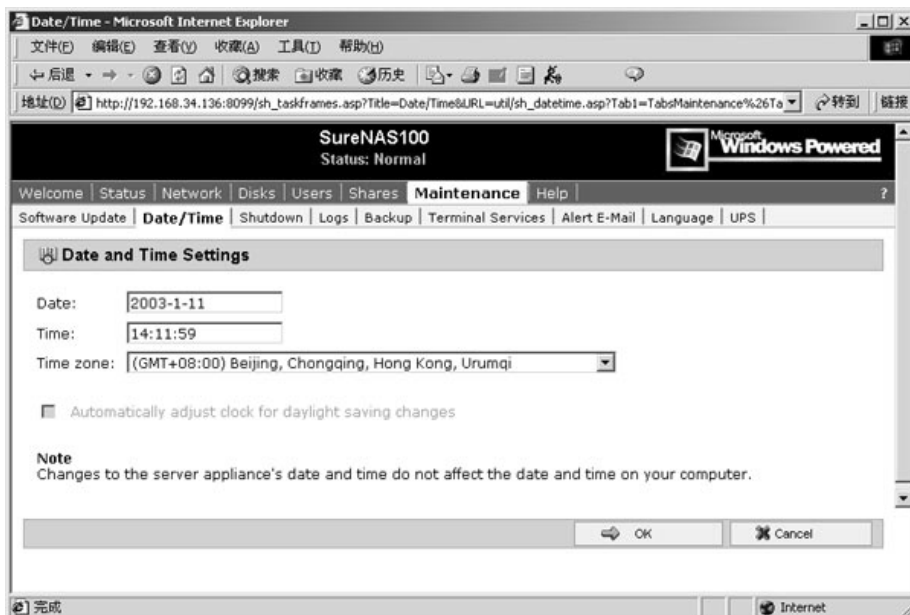 Date/Time - Microsoft Internet Explorer
文件(F) 编辑(E) 查看(V) 收藏(A) 工具(T) 帮助(H)
后退 搜索 收藏 历史
地址(D) http://192.168.34.136:8099/sh_taskframes.asp?Title=Date/Time&URL=util/sh_datetime.asp?Tab1=TabsMaintenance%26Ta 转到 链接
SureNAS100
Status: Normal
Microsoft
Windows Powered
Welcome | Status | Network | Disks | Users | Shares | Maintenance | Help | ?
Software Update | Date/Time | Shutdown | Logs | Backup | Terminal Services | Alert E-Mail | Language | UPS |
Date and Time Settings
Date: 2003-1-11
Time: 14:11:59
Time zone: (GMT+08:00) Beijing, Chongqing, Hong Kong, Urumqi
Automatically adjust clock for daylight saving changes
Note
Changes to the server appliance's date and time do not affect the date and time on your computer.
OK Cancel
完成 Internet